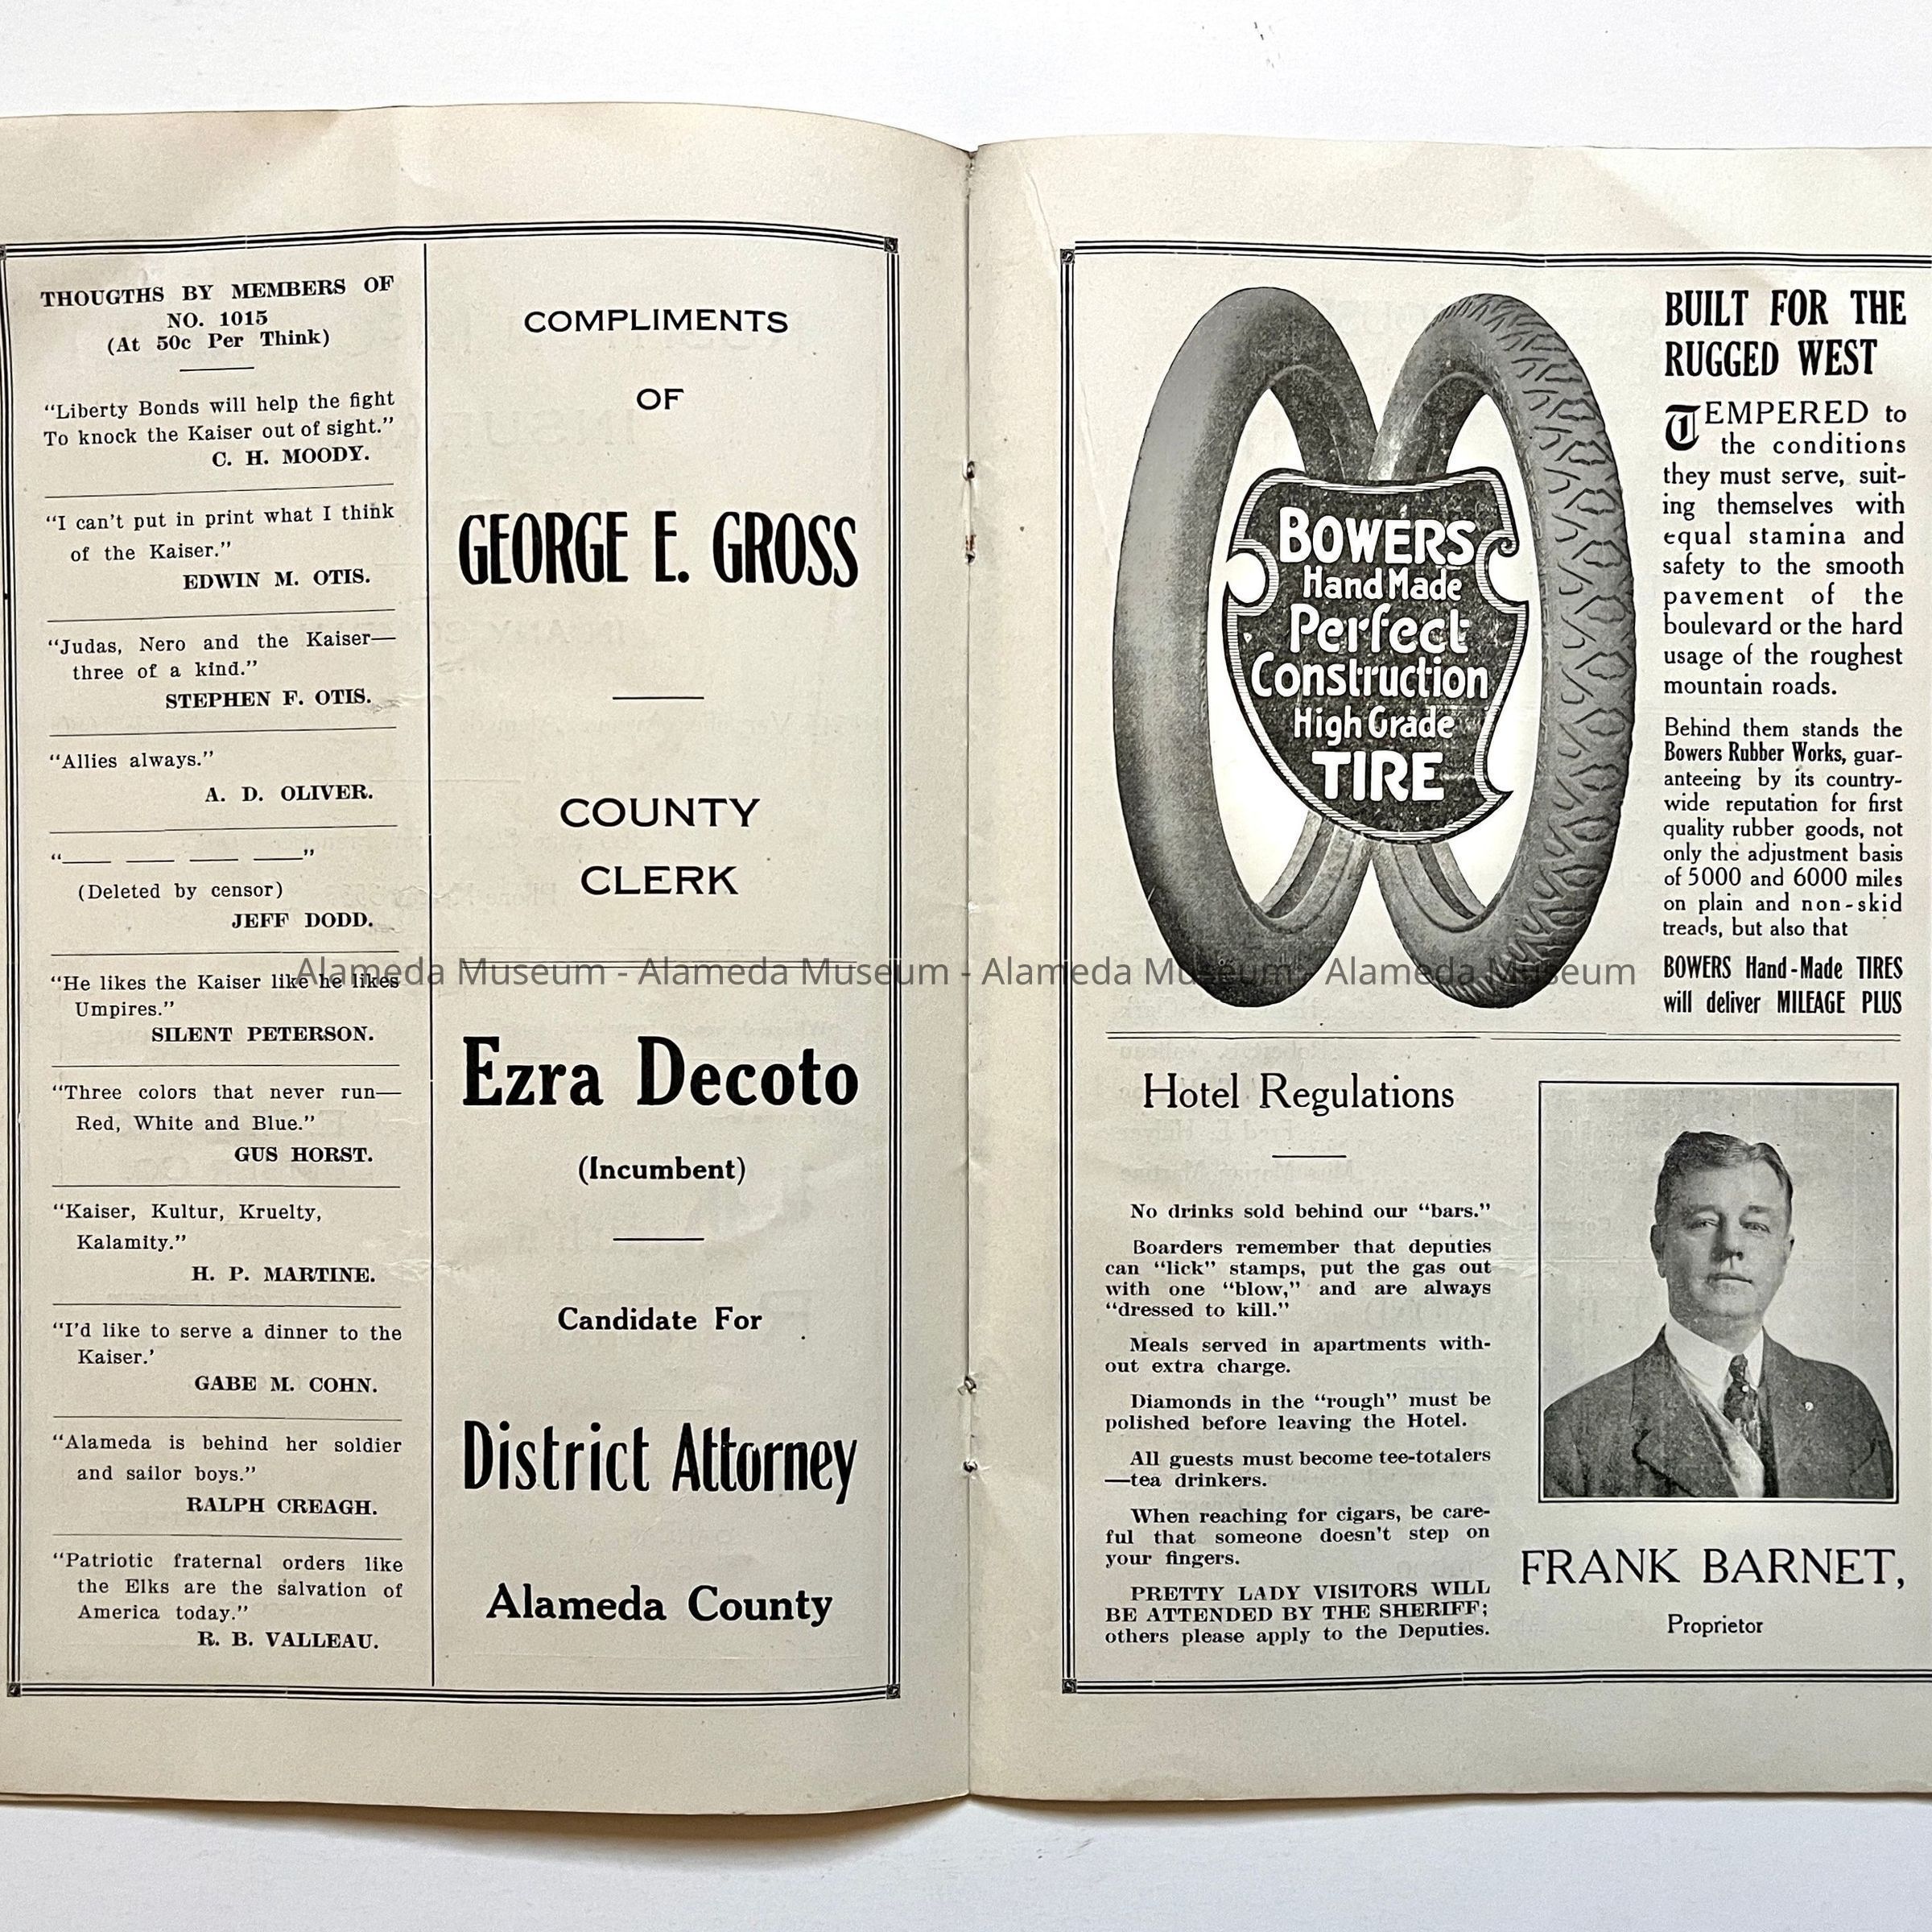 THOUGTHS BY MEMBERS OF
NO. 1015
(At 50c Per Think)
“Liberty Bonds will help the fight
To knock the Kaiser out of sight.”
C. H. MOODY.
“I can’t put in print what I think
of the Kaiser.”
EDWIN M. OTIS.
“Judas, Nero and the Kaiser—
three of a kind.”
STEPHEN F. OTIS.
“Allies always.”
A. D. OLIVER.
“—— —— —— ——”
(Deleted by censor)
JEFF DODD.
“He likes the Kaiser like he likes
Umpires.”
SILENT PETERSON.
“Three colors that never run—
Red, White and Blue.”
GUS HORST.
“Kaiser, Kultur, Kruelty,
Kalamity.”
H. P. MARTINE.
“I’d like to serve a dinner to the
Kaiser.’
GABE M. COHN.
“Alameda is behind her soldier
and sailor boys.”
RALPH CREAGH.
“Patriotic fraternal orders like
the Elks are the salvation of
America today.”
R. B. VALLEAU.
COMPLIMENTS
OF
GEORGE E. GROSS
COUNTY
CLERK
Ezra Decoto
(Incumbent)
Candidate For
District Attorney
Alameda County
BOWERS
Hand Made
Perfect
Construction
High Grade
TIRE
BUILT FOR THE
RUGGED WEST
TEMPERED to
the conditions
they must serve, suit-
ing themselves with
equal stamina and
safety to the smooth
pavement of the
boulevard or the hard
usage of the roughest
mountain roads.
Behind them stands the
Bowers Rubber Works, guar-
anteeing by its country-
wide reputation for first
quality rubber goods, not
only the adjustment basis
of 5000 and 6000 miles
on plain and non-skid
treads, but also that
BOWERS Hand-Made TIRES
will deliver MILEAGE PLUS
Hotel Regulations
No drinks sold behind our “bars.”
Boarders remember that deputies
can “lick” stamps, put the gas out
with one “blow,” and are always
“dressed to kill.”
Meals served in apartments with-
out extra charge.
Diamonds in the “rough” must be
polished before leaving the Hotel.
All guests must become tee-totalers
—tea drinkers.
When reaching for cigars, be care-
ful that someone doesn’t step on
your fingers.
PRETTY LADY VISITORS WILL
BE ATTENDED BY THE SHERIFF;
others please apply to the Deputies.
FRANK BARNET,
Proprietor
Alameda Museum - Alameda Museum - Alameda Museum - Alameda Museum